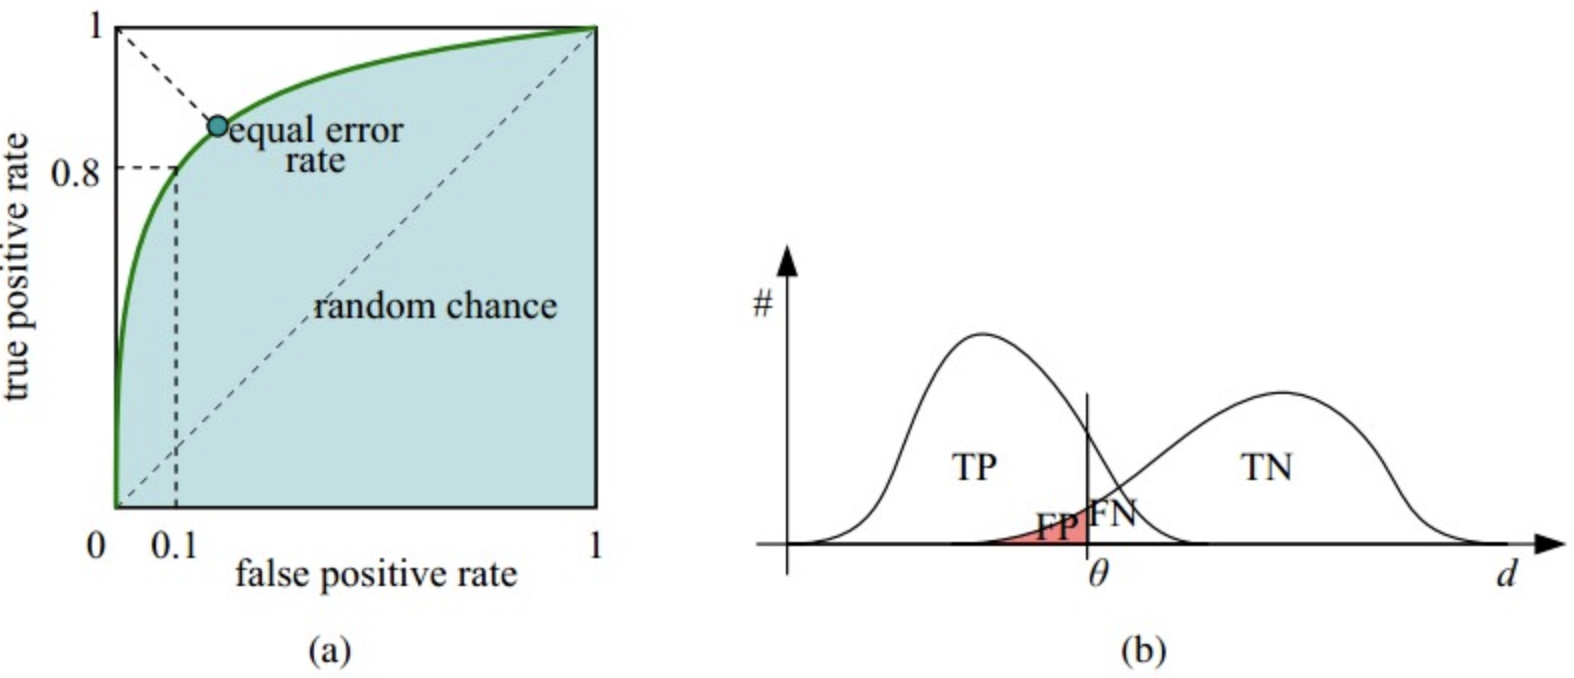 1
true positive rate
equal error
rate
0.8
random chance
0
0.1
1
false positive rate
(a)
#
TP
TN
FP
FN
θ
d
(b)